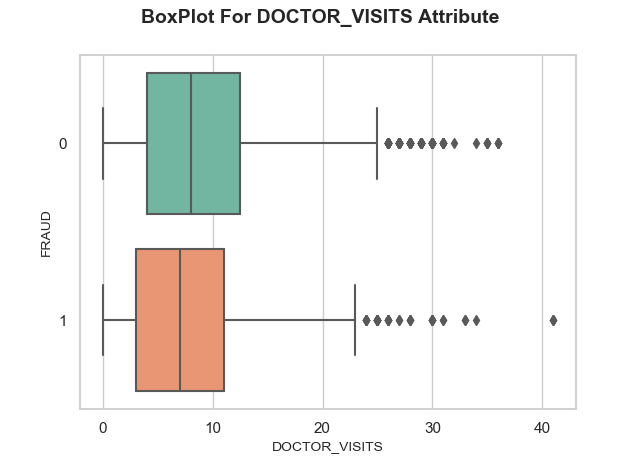 BoxPlot For DOCTOR_VISITS Attribute
0
FRAUD
1
0 10 20 30 40
DOCTOR_VISITS